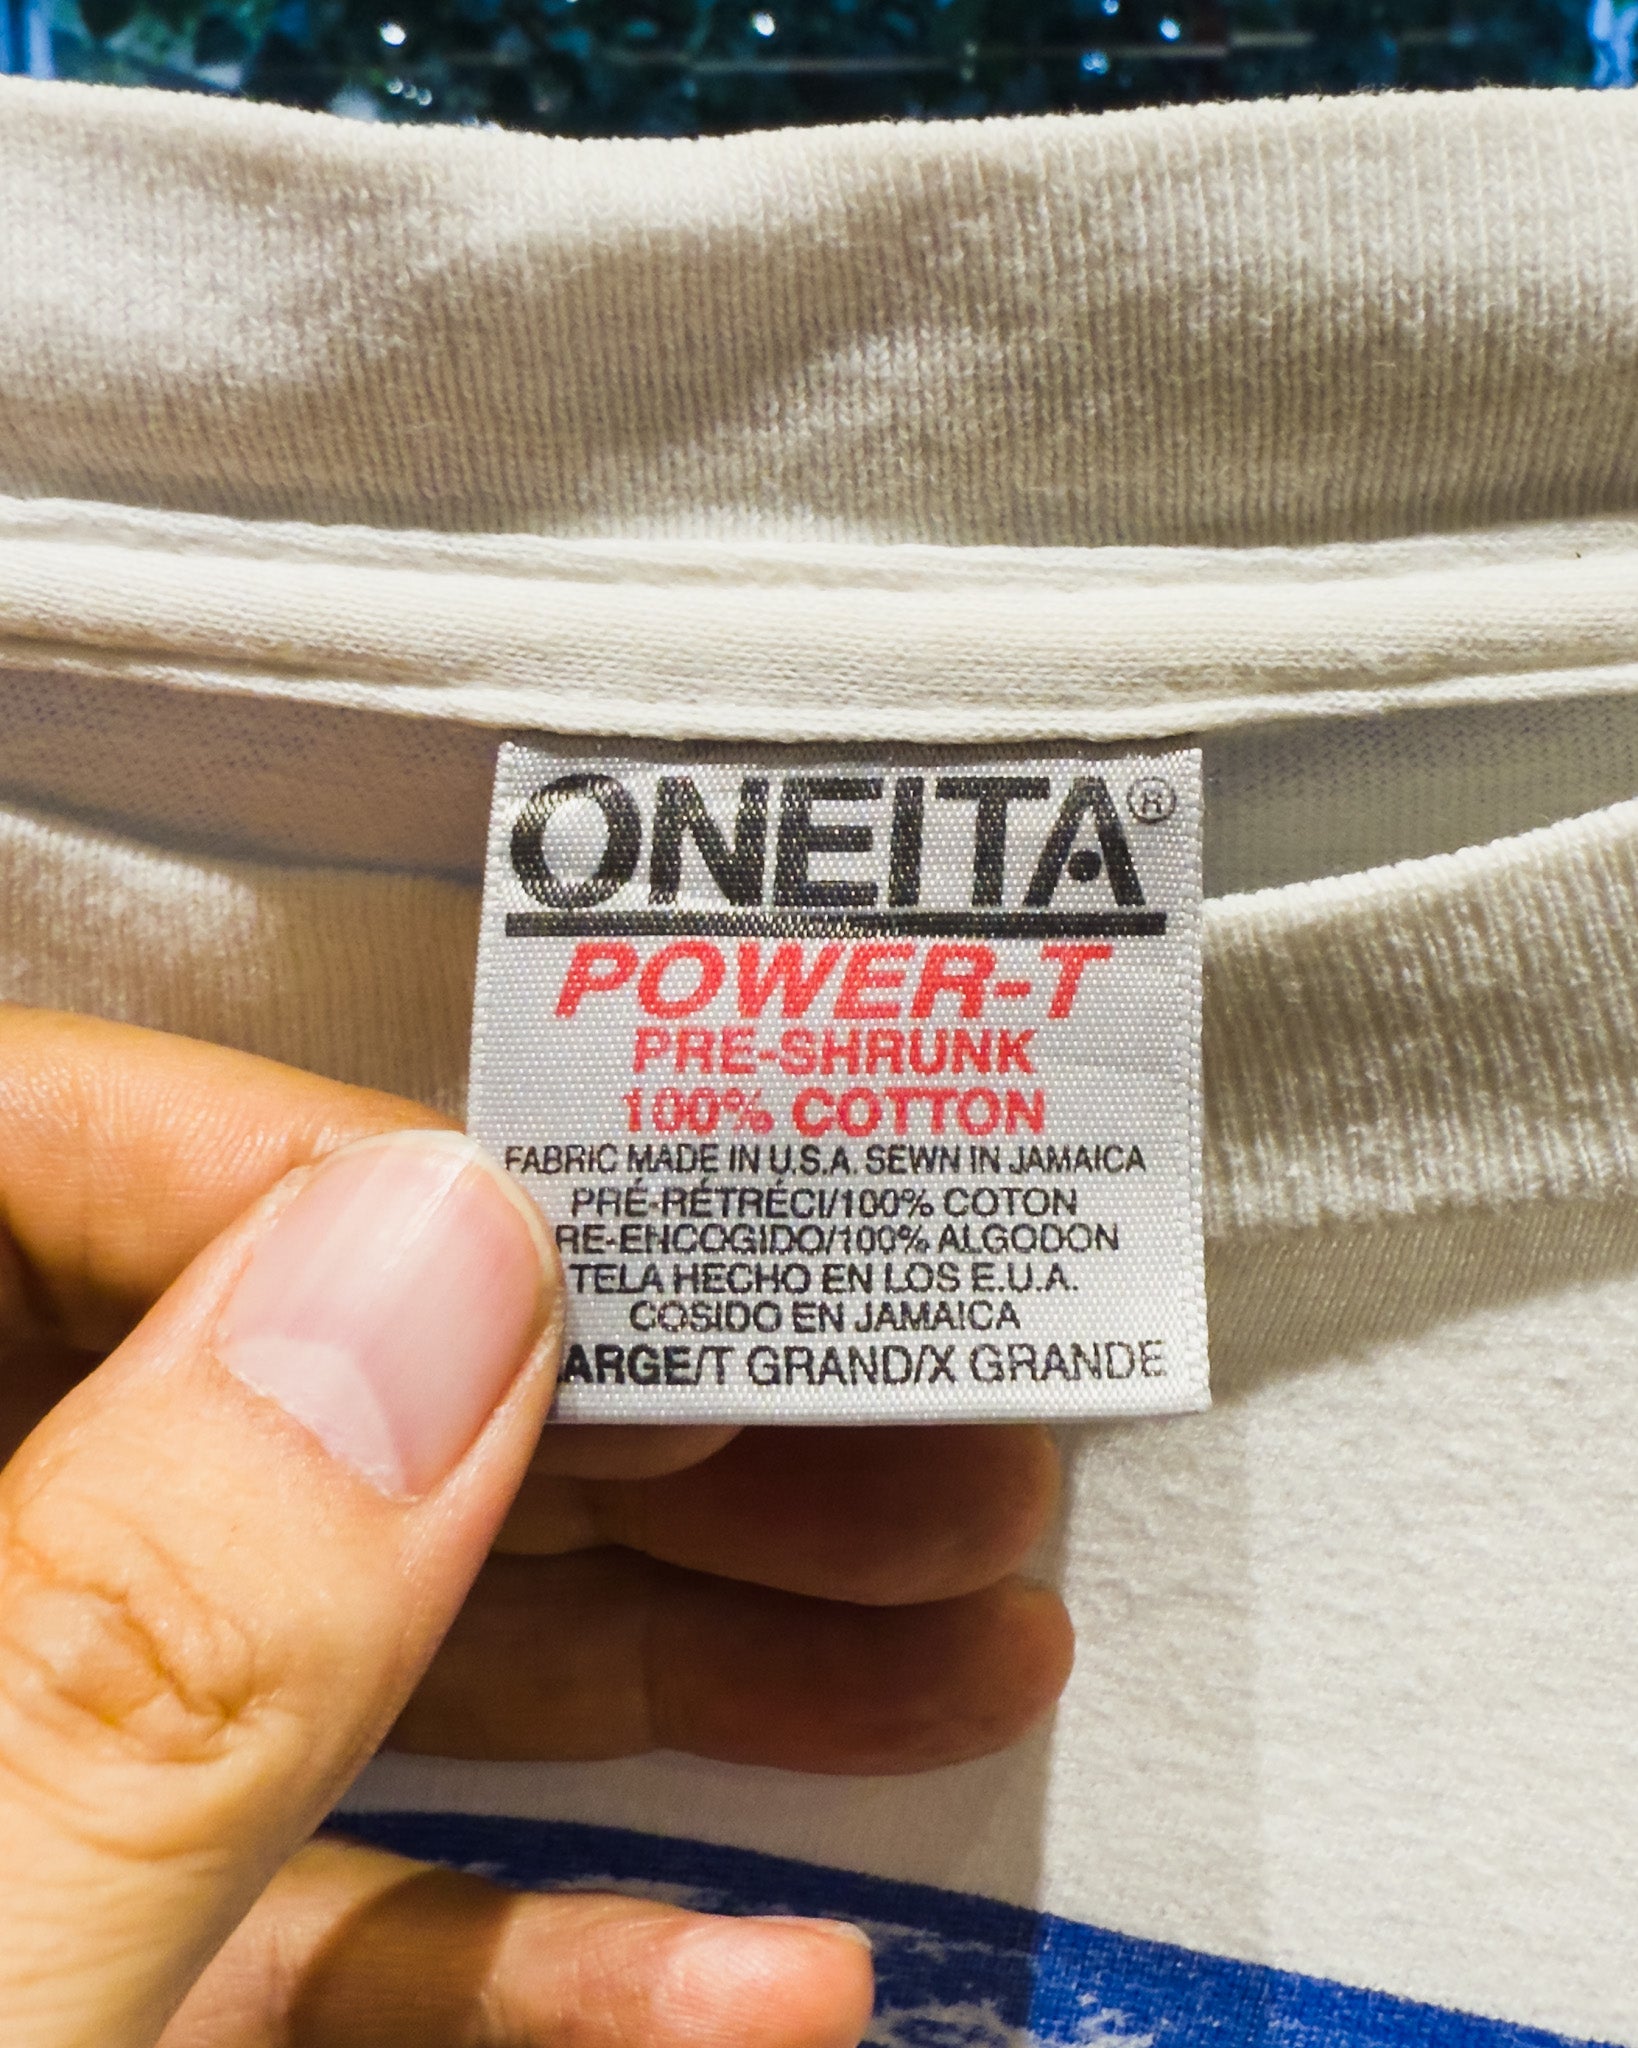 ONEITA®
POWER-T
PRE-SHRUNK
100% COTTON
FABRIC MADE IN U.S.A. SEWN IN JAMAICA
PRÉ-RÉTRÉCI/100% COTON
RE-ENCOGIDO/100% ALGODON
TELA HECHO EN LOS E.U.A.
COSIDO EN JAMAICA
ARGE/T GRAND/X GRANDE